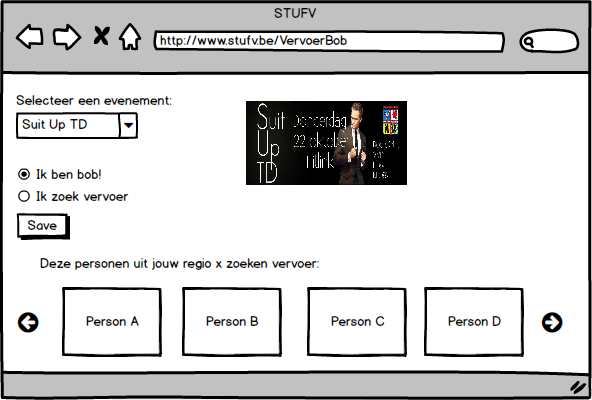 STUFV
http://www.stufv.be/VervoerBob
Selecteer een evenement:
Suit Up TD
Suit
Up
TD
Donderdag
22 oktober
Lillink
Ik ben bob!
Ik zoek vervoer
Save
Deze personen uit jouw regio x zoeken vervoer:
Person A
Person B
Person C
Person D